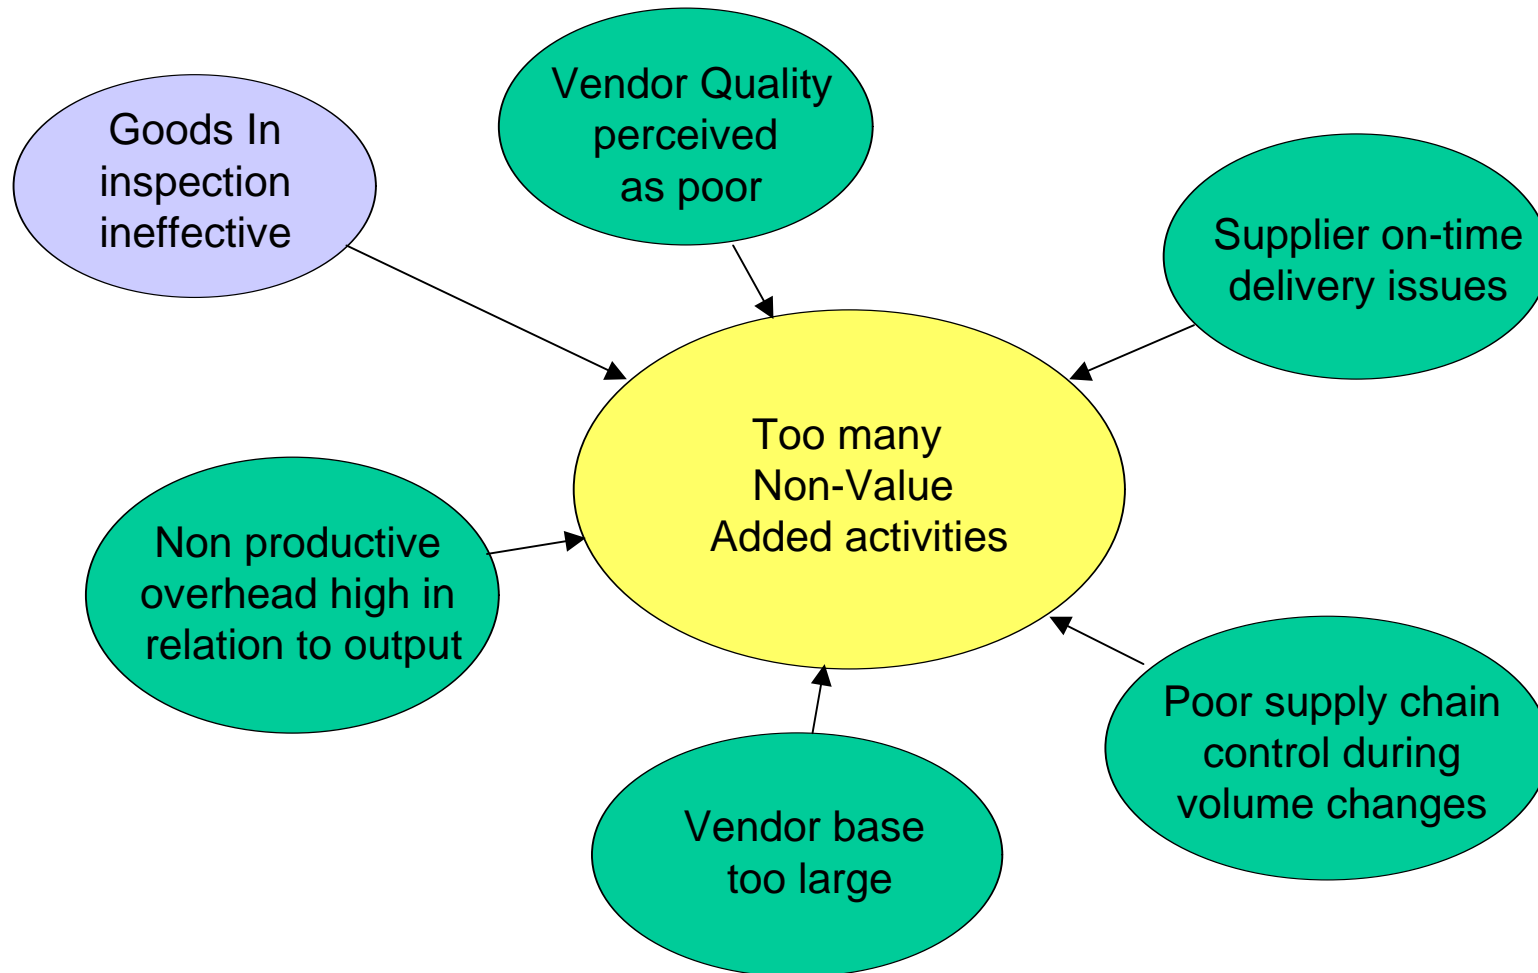 Goods In
inspection
ineffective
Vendor Quality
perceived
as poor
Supplier on-time
delivery issues
Too many
Non-Value
Added activities
Non productive
overhead high in
relation to output
Vendor base
too large
Poor supply chain
control during
volume changes